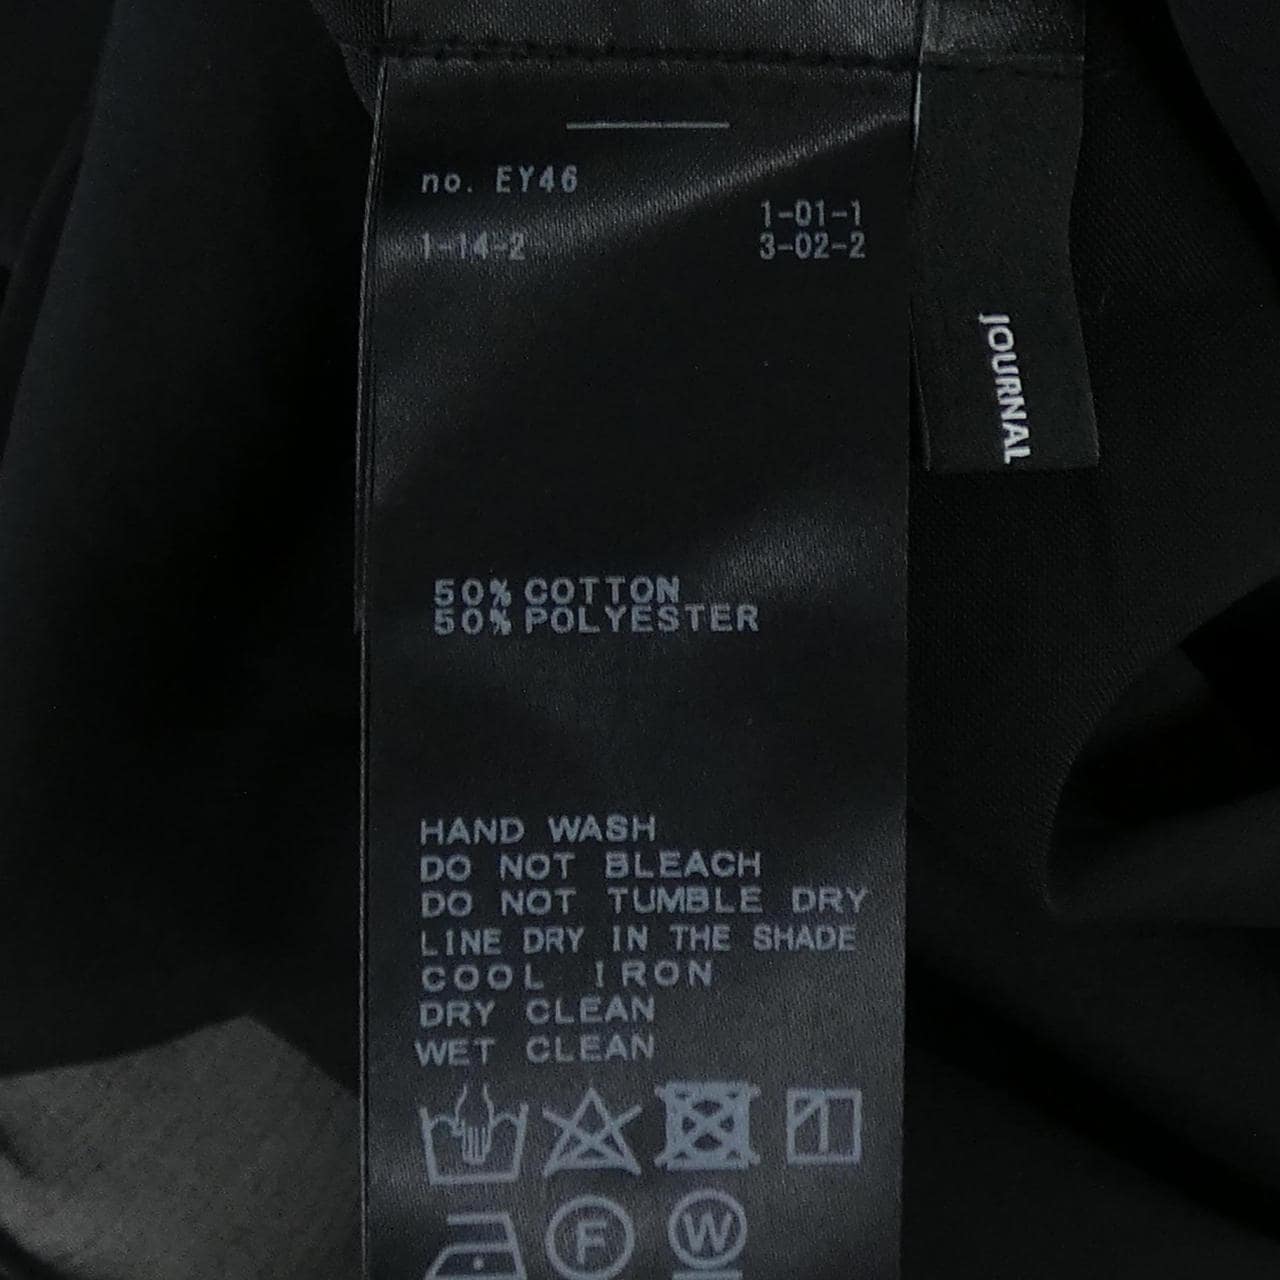 no. EY46
1-01-1
1-14-2
3-02-2
JOURNAL
50% COTTON
50% POLYESTER
HAND WASH
DO NOT BLEACH
DO NOT TUMBLE DRY
LINE DRY IN THE SHADE
COOL IRON
DRY CLEAN
WET CLEAN
F
W